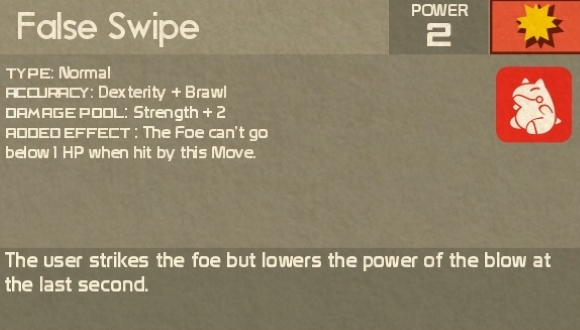 False Swipe
POWER
2
TYPE: Normal
ACCURACY: Dexterity + Brawl
DAMAGE POOL: Strength + 2
ADDED EFFECT : The Foe can't go
below 1 HP when hit by this Move.
The user strikes the foe but lowers the power of the blow at
the last second.